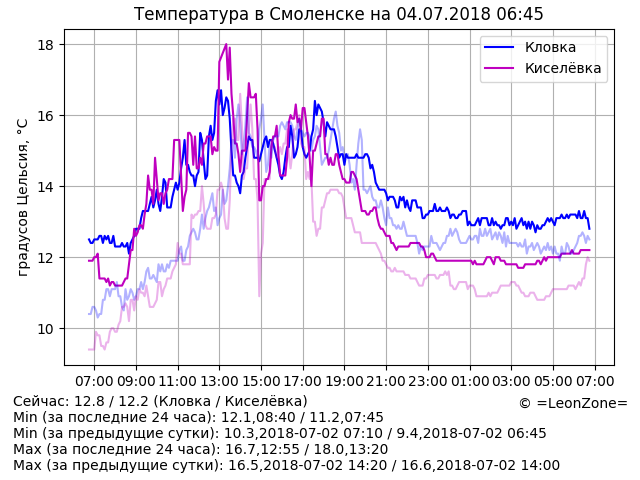 Температура в Смоленске на 04.07.2018 06:45
Кловка
Киселёвка
градусов Цельсия, °C
18
16
14
12
10
07:00 09:00 11:00 13:00 15:00 17:00 19:00 21:00 23:00 01:00 03:00 05:00 07:00
Сейчас: 12.8 / 12.2 (Кловка / Киселёвка)
© =LeonZone=
Min (за последние 24 часа): 12.1,08:40 / 11.2,07:45
Min (за предыдущие сутки): 10.3,2018-07-02 07:10 / 9.4,2018-07-02 06:45
Max (за последние 24 часа): 16.7,12:55 / 18.0,13:20
Max (за предыдущие сутки): 16.5,2018-07-02 14:20 / 16.6,2018-07-02 14:00